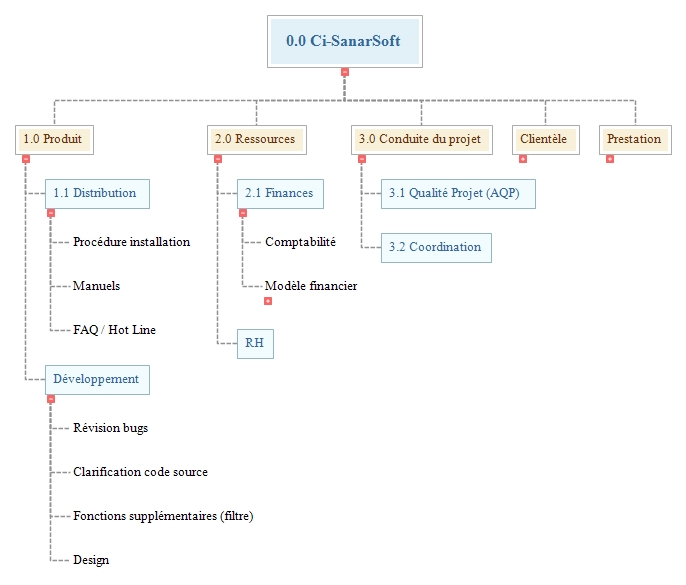 0.0 Ci-SanarSoft
1.0 Produit
2.0 Ressources
3.0 Conduite du projet
Clientèle
Prestation
1.1 Distribution
2.1 Finances
3.1 Qualité Projet (AQP)
Procédure installation
Comptabilité
3.2 Coordination
Manuels
Modèle financier
FAQ / Hot Line
RH
Développement
Révision bugs
Clarification code source
Fonctions supplémentaires (filtre)
Design